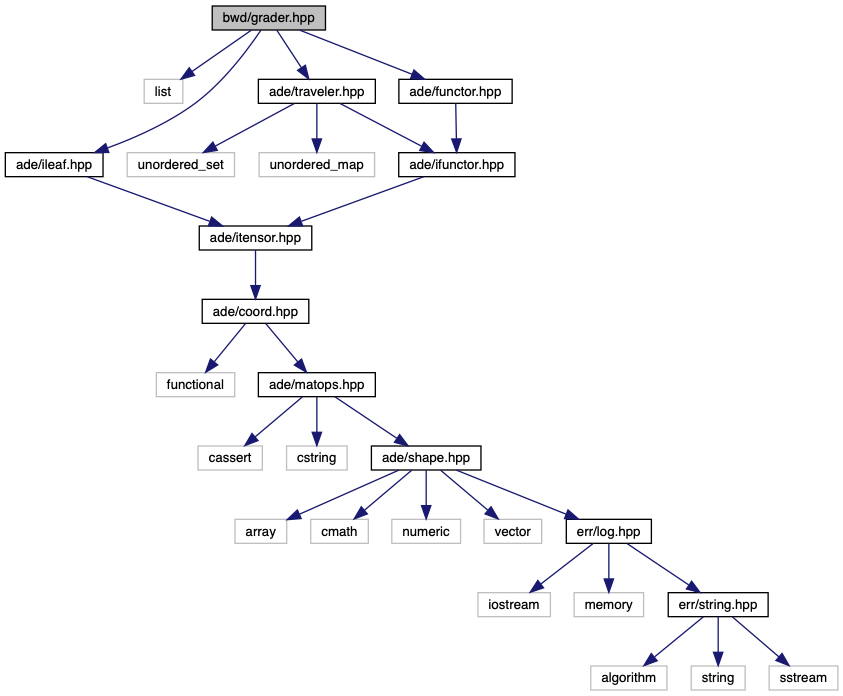 bwd/grader.hpp
list
ade/traveler.hpp
ade/functor.hpp
ade/ileaf.hpp
unordered_set
unordered_map
ade/ifunctor.hpp
ade/itensor.hpp
ade/coord.hpp
functional
ade/matops.hpp
cassert
cstring
ade/shape.hpp
array
cmath
numeric
vector
err/log.hpp
iostream
memory
err/string.hpp
algorithm
string
sstream